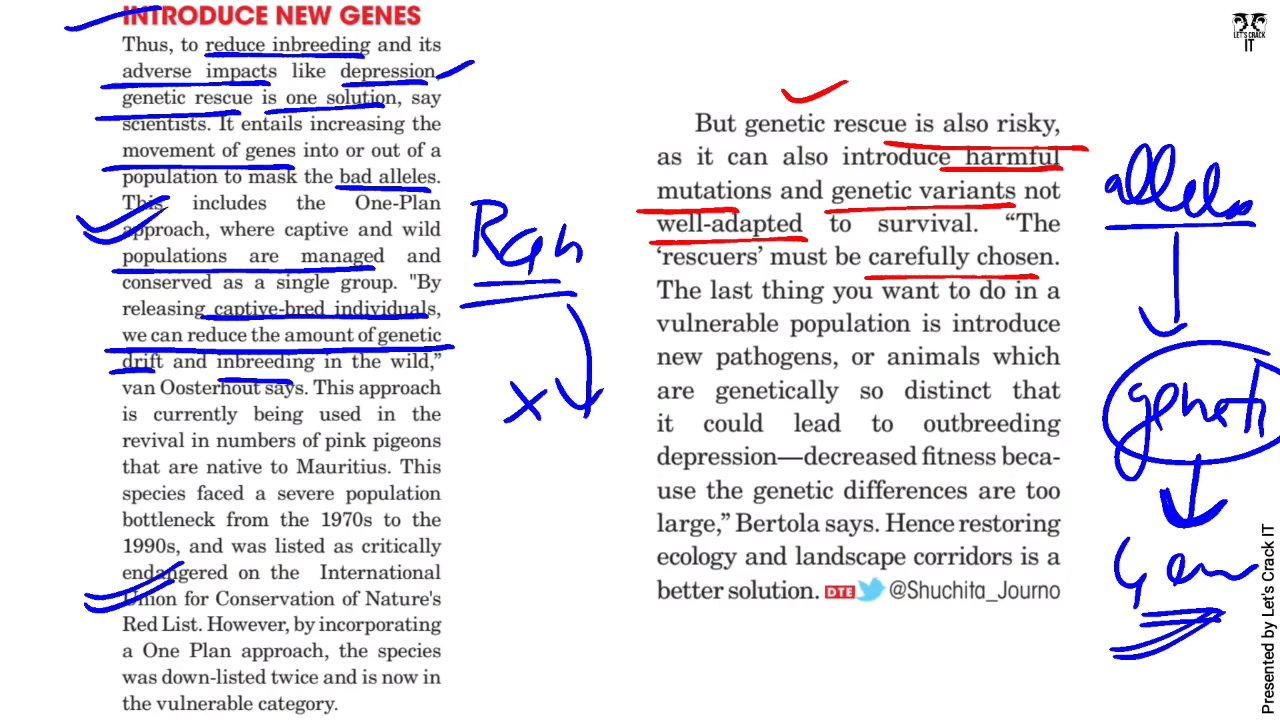 INTRODUCE NEW GENES
Thus, to reduce inbreeding and its
adverse impacts like depression,
genetic rescue is one solution, say
scientists. It entails increasing the
movement of genes into or out of a
population to mask the bad alleles.
This includes the One-Plan
approach, where captive and wild
populations are managed and
conserved as a single group. "By
releasing captive-bred individuals,
we can reduce the amount of genetic
drift and inbreeding in the wild,”
van Oosterhout says. This approach
is currently being used in the
revival in numbers of pink pigeons
that are native to Mauritius. This
species faced a severe population
bottleneck from the 1970s to the
1990s, and was listed as critically
endangered on the International
Union for Conservation of Nature's
Red List. However, by incorporating
a One Plan approach, the species
was down-listed twice and is now in
the vulnerable category.
But genetic rescue is also risky,
as it can also introduce harmful
mutations and genetic variants not
well-adapted to survival. “The
‘rescuers’ must be carefully chosen.
The last thing you want to do in a
vulnerable population is introduce
new pathogens, or animals which
are genetically so distinct that
it could lead to outbreeding
depression—decreased fitness beca-
use the genetic differences are too
large,” Bertola says. Hence restoring
ecology and landscape corridors is a
better solution. DTE @Shuchita_Journo
LET'S CRACK
IT
Presented by Let's Crack IT